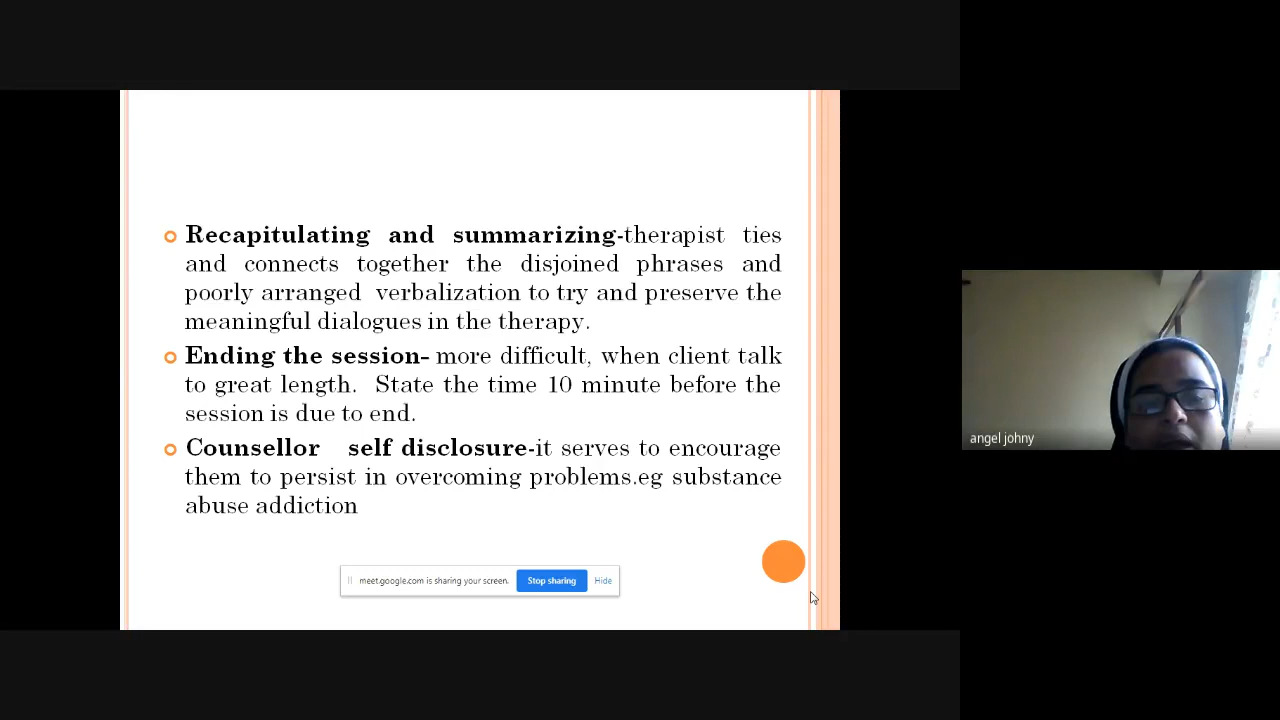 Recapitulating and summarizing-therapist ties
and connects together the disjoined phrases and
poorly arranged verbalization to try and preserve the
meaningful dialogues in the therapy.
Ending the session- more difficult, when client talk
to great length. State the time 10 minute before the
session is due to end.
Counsellor self disclosure-it serves to encourage
them to persist in overcoming problems.eg substance
abuse addiction
meet.google.com is sharing your screen. Stop sharing Hide
angel johny